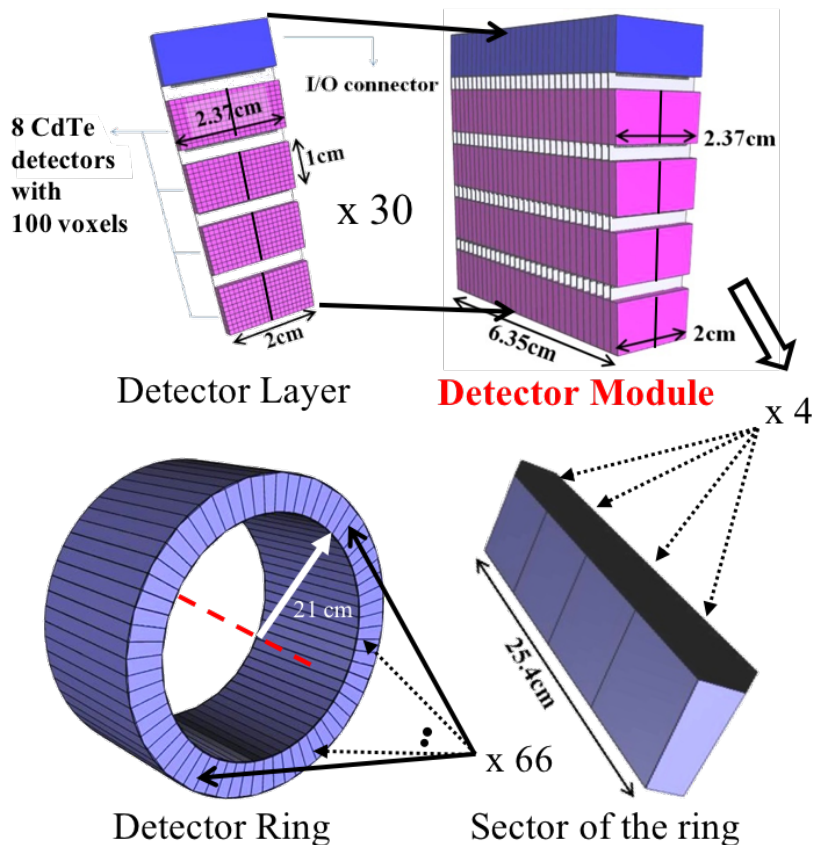 I/O connector
2.37cm
8 CdTe
detectors
with
100 voxels
1cm
x 30
2cm
Detector Layer
2.37cm
2cm
6.35cm
Detector Module
x 4
21 cm
x 66
Detector Ring
25.4cm
Sector of the ring